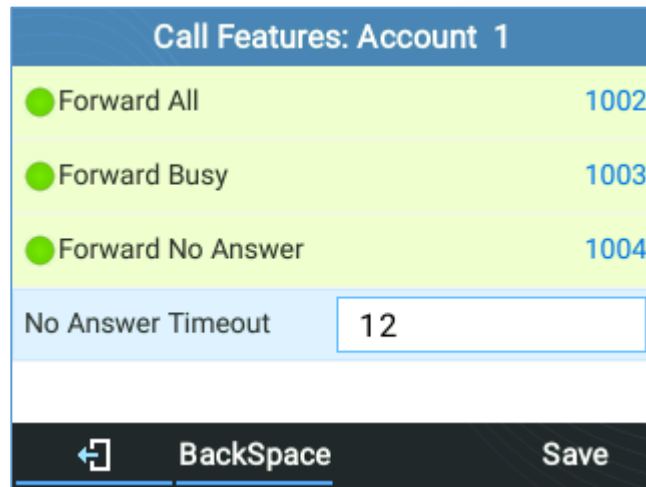 Call Features: Account 1
Forward All 1002
Forward Busy 1003
Forward No Answer 1004
No Answer Timeout 12
BackSpace Save